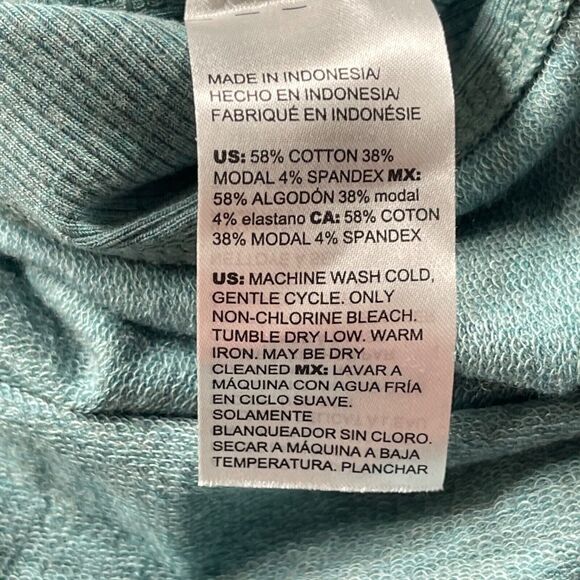 MADE IN INDONESIA/
HECHO EN INDONESIA/
FABRIQUÉ EN INDONÉSIE
US: 58% COTTON 38%
MODAL 4% SPANDEX MX:
58% ALGODÓN 38% modal
4% elastano CA: 58% COTON
38% MODAL 4% SPANDEX
US: MACHINE WASH COLD,
GENTLE CYCLE. ONLY
NON-CHLORINE BLEACH.
TUMBLE DRY LOW. WARM
IRON. MAY BE DRY
CLEANED MX: LAVAR A
MÁQUINA CON AGUA FRÍA
EN CICLO SUAVE.
SOLAMENTE
BLANQUEADOR SIN CLORO.
SECAR A MÁQUINA A BAJA
TEMPERATURA. PLANCHAR